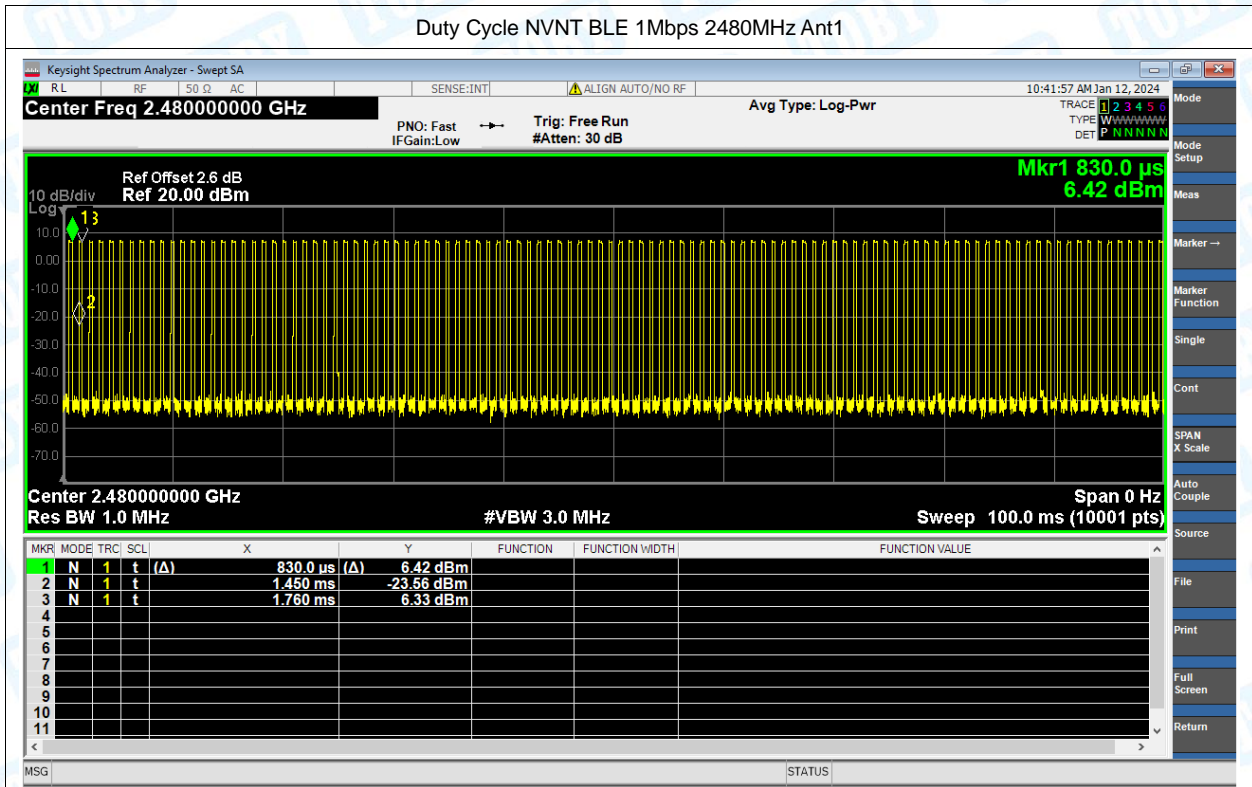 Duty Cycle NVNT BLE 1Mbps 2480MHz Ant1
Keysight Spectrum Analyzer - Swept SA
LXI RL RF 50 Ω AC SENSE:INT ALIGN AUTO/NO RF 10:41:57 AM Jan 12, 2024
Center Freq 2.480000000 GHz
PNO: Fast
IFGain:Low
Trig: Free Run
#Atten: 30 dB
Avg Type: Log-Pwr
TRACE 1 2 3 4 5 6
TYPE WWWWWWW
DET P N N N N N
Mkr1 830.0 µs
6.42 dBm
Ref Offset 2.6 dB
10 dB/div Ref 20.00 dBm
Log
1 3
10.0
0.00
-10.0
2
-20.0
-30.0
-40.0
-50.0
-60.0
-70.0
Center 2.480000000 GHz Span 0 Hz
Res BW 1.0 MHz #VBW 3.0 MHz Sweep 100.0 ms (10001 pts)
MKR MODE TRC SCL X Y FUNCTION FUNCTION WIDTH FUNCTION VALUE
1 N 1 t (Δ) 830.0 µs (Δ) 6.42 dBm
2 N 1 t 1.450 ms -23.56 dBm
3 N 1 t 1.760 ms 6.33 dBm
4
5
6
7
8
9
10
11
MSG STATUS
Mode
Mode Setup
Meas
Marker →
Marker Function
Single
Cont
SPAN X Scale
Auto Couple
Source
File
Print
Full Screen
Return
TOBY